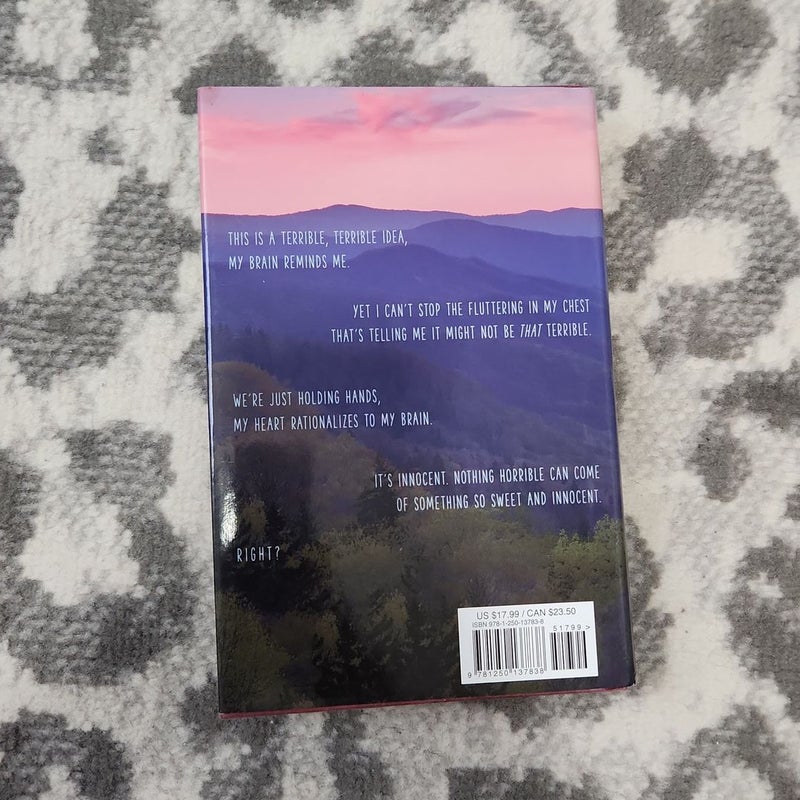 THIS IS A TERRIBLE, TERRIBLE IDEA,
MY BRAIN REMINDS ME.
YET I CAN'T STOP THE FLUTTERING IN MY CHEST
THAT'S TELLING ME IT MIGHT NOT BE THAT TERRIBLE.
WE'RE JUST HOLDING HANDS,
MY HEART RATIONALIZES TO MY BRAIN.
IT'S INNOCENT. NOTHING HORRIBLE CAN COME
OF SOMETHING SO SWEET AND INNOCENT.
RIGHT?
US $17.99 / CAN $23.50
ISBN 978-1-250-13783-8
51799 >
9 781250 137838